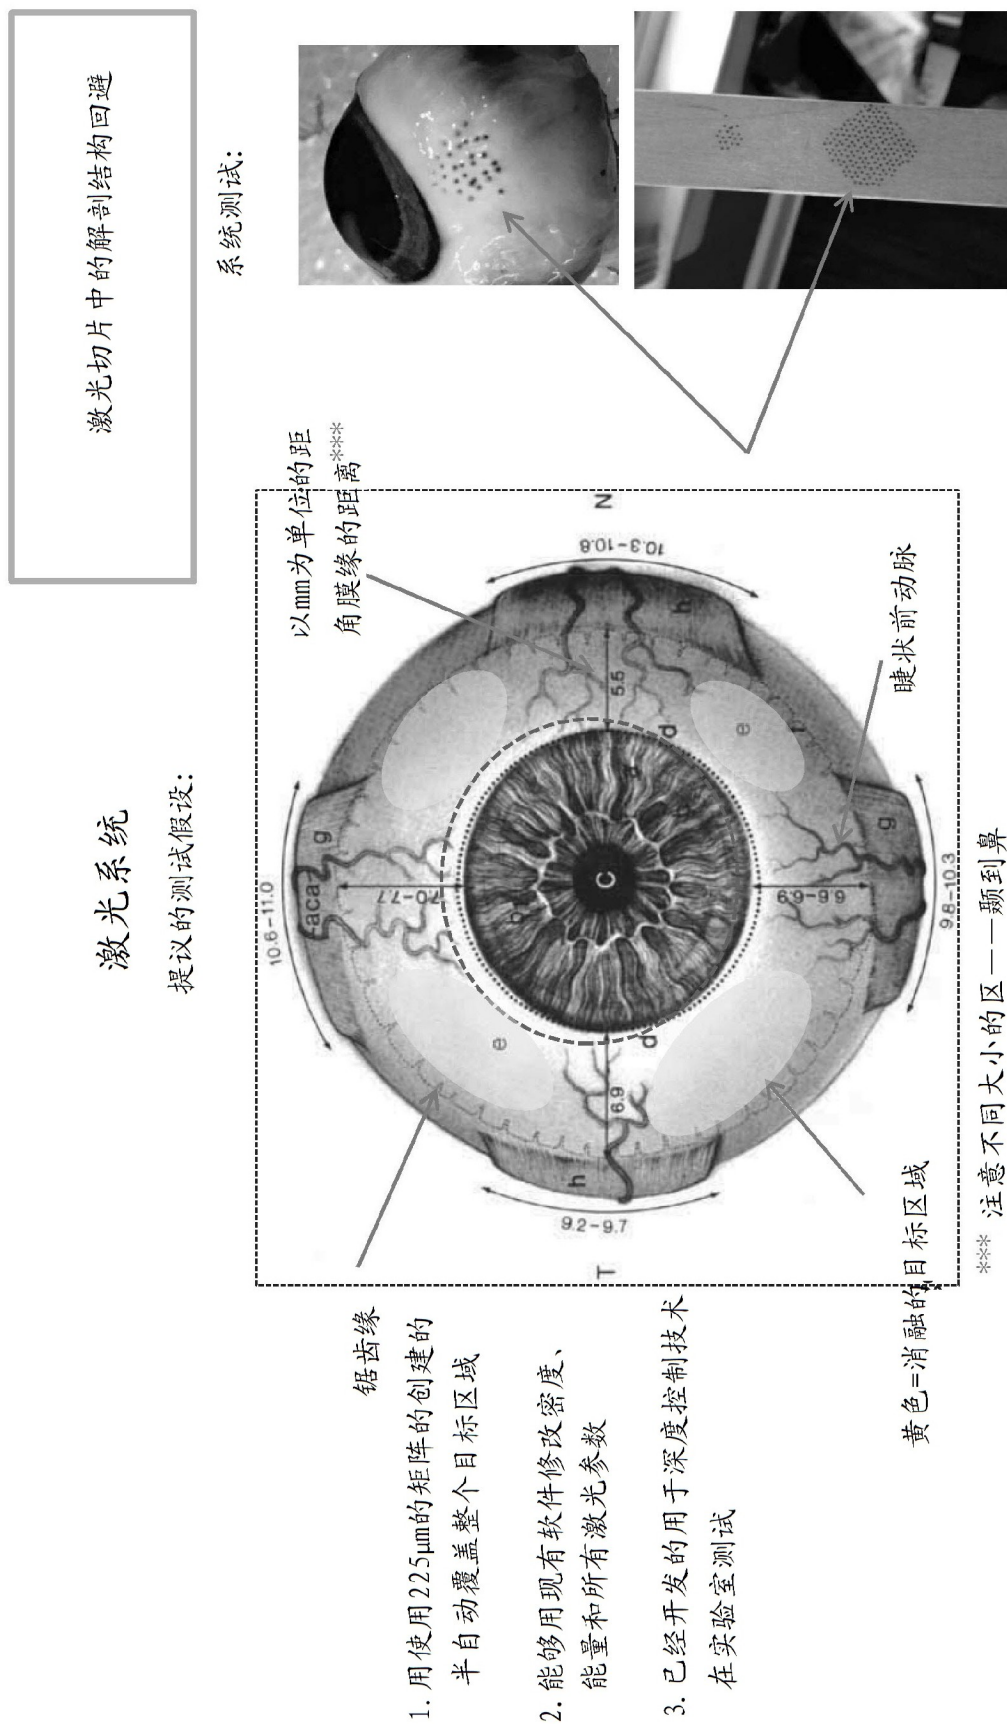 激光切片中的解剖结构回避
激光系统
提议的测试假设:
系统测试:
锯齿缘
1. 用使用225μm的矩阵的创建的
半自动覆盖整个目标区域
2. 能够用现有软件修改密度、
能量和所有激光参数
3. 已经开发的用于深度控制技术
在实验室测试
以mm为单位的距
角膜缘的距离***
10.6-11.0
aca
g
7.0-7.7
e
T
9.2-9.7
h
6.9
d
c
d
5.5
h
10.3-10.8
N
e
6.6-6.9
g
9.8-10.3
睫状前动脉
黄色=消融的目标区域
*** 注意不同大小的区——颞到鼻